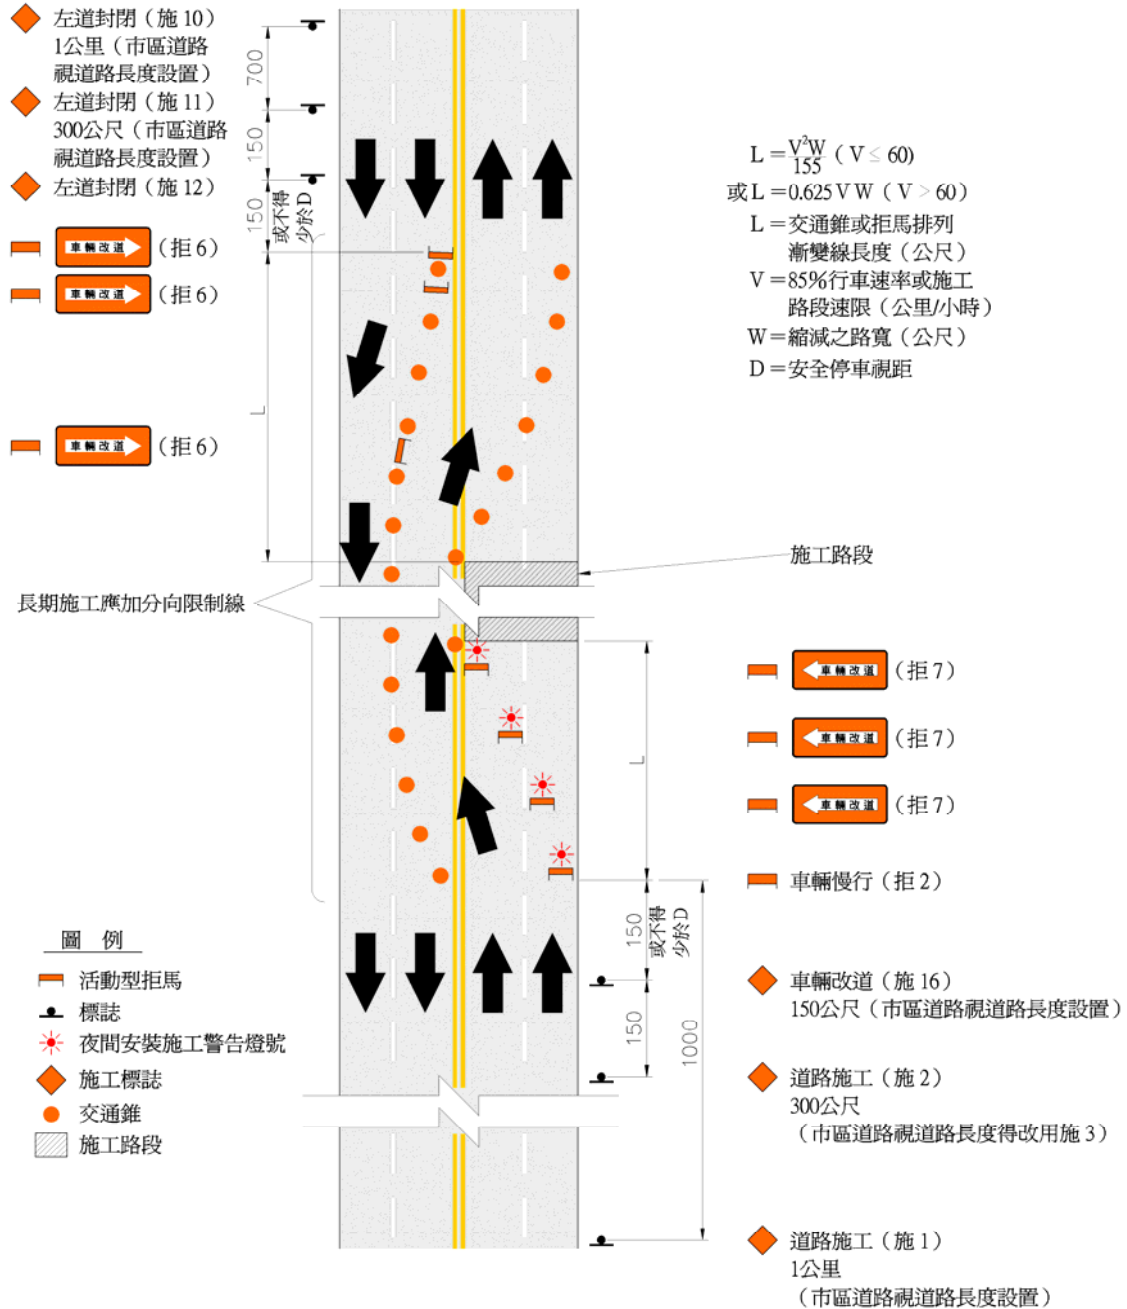 左道封閉（施 10）
1公里（市區道路
視道路長度設置）
左道封閉（施 11）
300公尺（市區道路
視道路長度設置）
左道封閉（施 12）
車輛改道（拒 6）
車輛改道（拒 6）
車輛改道（拒 6）
700
150
150
或不得
少於D
L
L＝V²W/155（V ≤ 60）
或 L＝0.625 V W（V > 60）
L＝交通錐或拒馬排列
漸變線長度（公尺）
V＝85%行車速率或施工
路段速限（公里/小時）
W＝縮減之路寬（公尺）
D＝安全停車視距
施工路段
長期施工應加分向限制線
L
150
或不得
少於D
150
1000
車輛改道（拒 7）
車輛改道（拒 7）
車輛改道（拒 7）
車輛慢行（拒 2）
車輛改道（施 16）
150公尺（市區道路視道路長度設置）
道路施工（施 2）
300公尺
（市區道路視道路長度得改用施 3）
道路施工（施 1）
1公里
（市區道路視道路長度設置）
圖 例
活動型拒馬
標誌
夜間安裝施工警告燈號
施工標誌
交通錐
施工路段